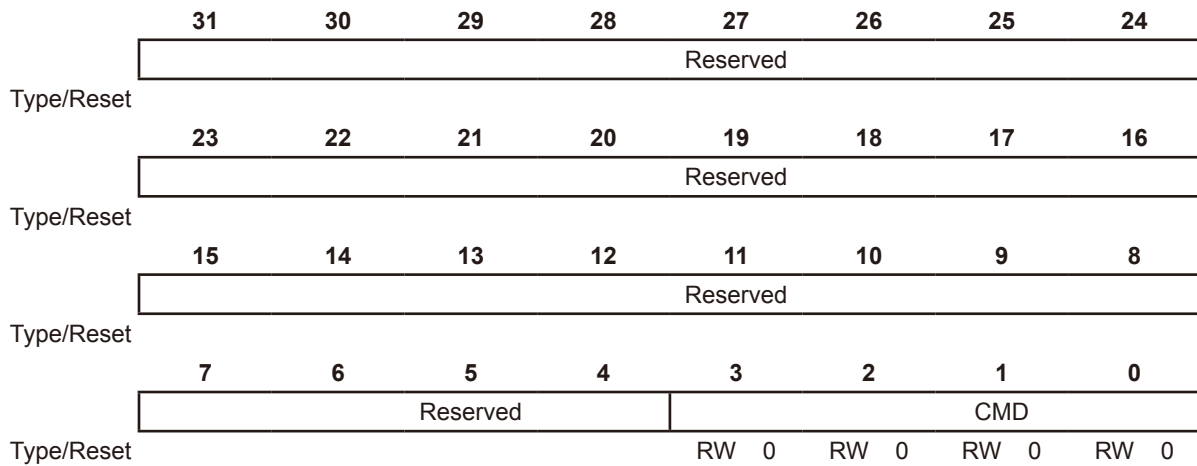 31 30 29 28 27 26 25 24
Reserved
Type/Reset
23 22 21 20 19 18 17 16
Reserved
Type/Reset
15 14 13 12 11 10 9 8
Reserved
Type/Reset
7 6 5 4 3 2 1 0
Reserved CMD
Type/Reset RW 0 RW 0 RW 0 RW 0